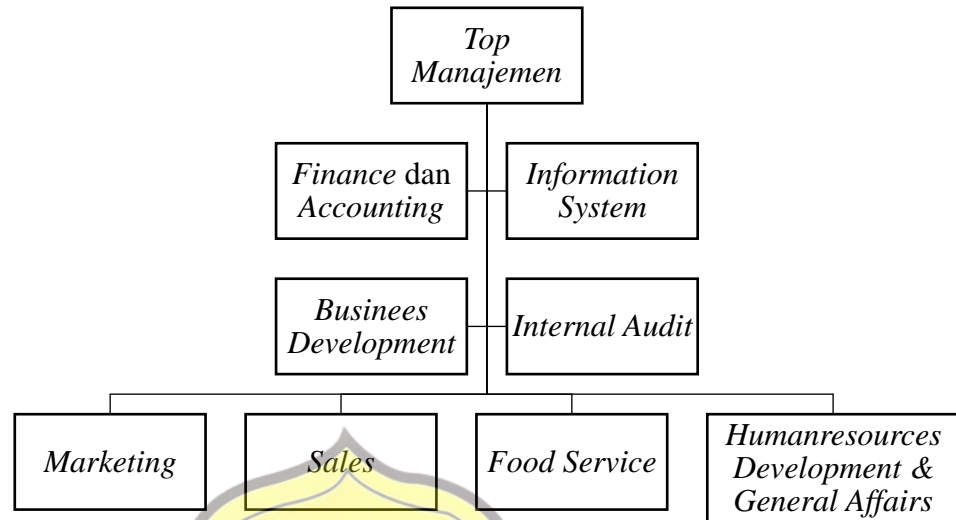 Top
Manajemen
Finance dan
Accounting
Information
System
Businees
Development
Internal Audit
Marketing
Sales
Food Service
Humanresources
Development &
General Affairs